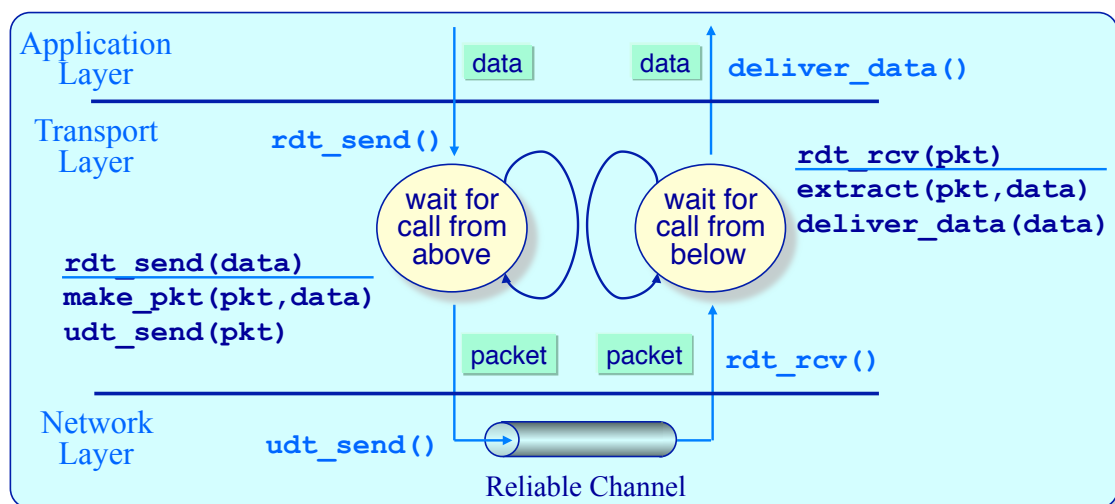 Application
Layer
data
data
deliver_data()
Transport
Layer
rdt_send()
rdt_rcv(pkt)
extract(pkt,data)
deliver_data(data)
wait for
call from
above
wait for
call from
below
rdt_send(data)
make_pkt(pkt,data)
udt_send(pkt)
packet
packet
rdt_rcv()
Network
Layer
udt_send()
Reliable Channel